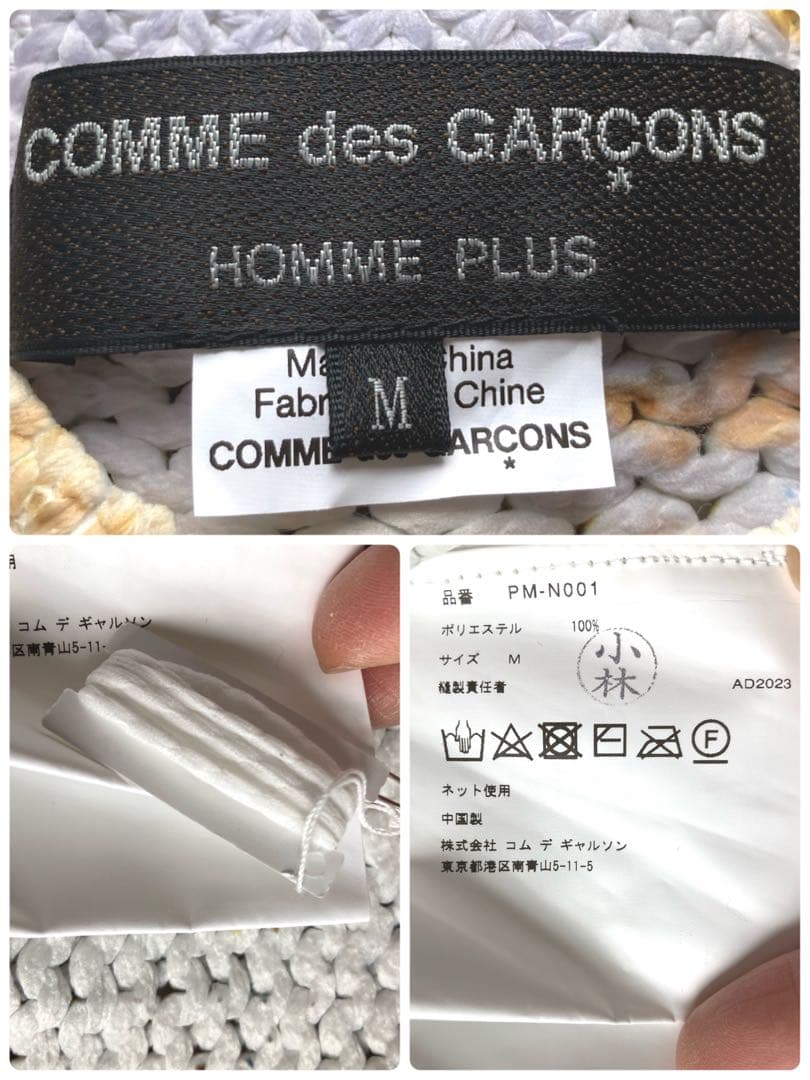 COMME des GARÇONS
HOMME PLUS
Ma hina
Fabr Chine
M
COMME des GARÇONS
用
コム デ ギャルソン
区南青山5-11-
品番 PM-N001
ポリエステル 100%
サイズ M
縫製責任者 小林
AD2023
F
ネット使用
中国製
株式会社 コム デ ギャルソン
東京都港区南青山5-11-5